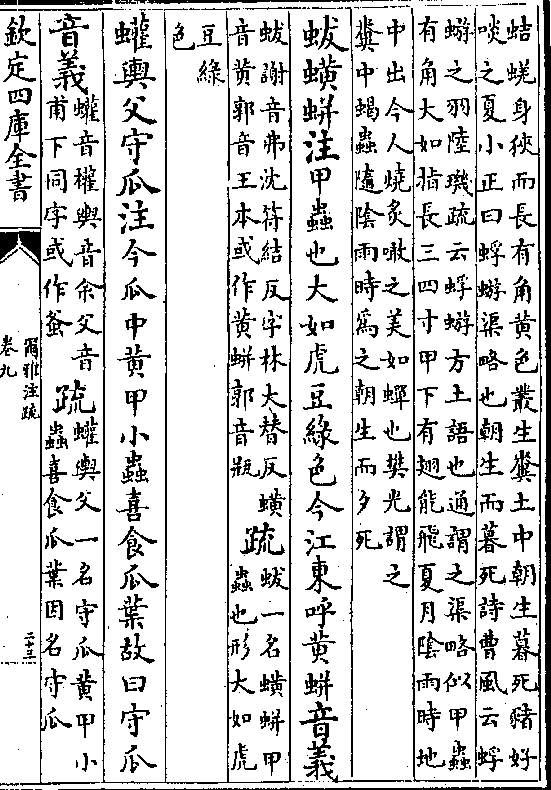 蛣蜣身狹而長有角黄色叢生糞土中朝生暮死猪好
啖之夏小正曰蜉蝣渠略也朝生而暮死詩曹風云蜉
蝣之羽陸璣疏云蜉蝣方土語也通謂之渠略似甲蟲
有角大如指長三四寸甲下有翅能飛夏月陰雨時地
中出今人燒炙噉之美如蟬也樊光謂之
糞中蝎蟲隨陰雨時爲之朝生而夕死
蛂蟥蛢注甲蟲也大如虎豆綠色今江東呼黄蛢音義
蛂謝音弗沈符結反字林大替反蟥
音黄郭音王本或作黄蛢郭音瓶
疏
蛂一名蟥蛢甲
蟲也形大如虎
豆綠
色
蠸輿父守瓜注今瓜中黄甲小蟲喜食瓜葉故曰守瓜
音義
蠸音權輿音余父音
甫下同字或作蚥
疏
蠸輿父一名守瓜黄甲小
蟲喜食瓜葉因名守瓜
欽定四庫全書
爾雅注疏
卷九
二十三